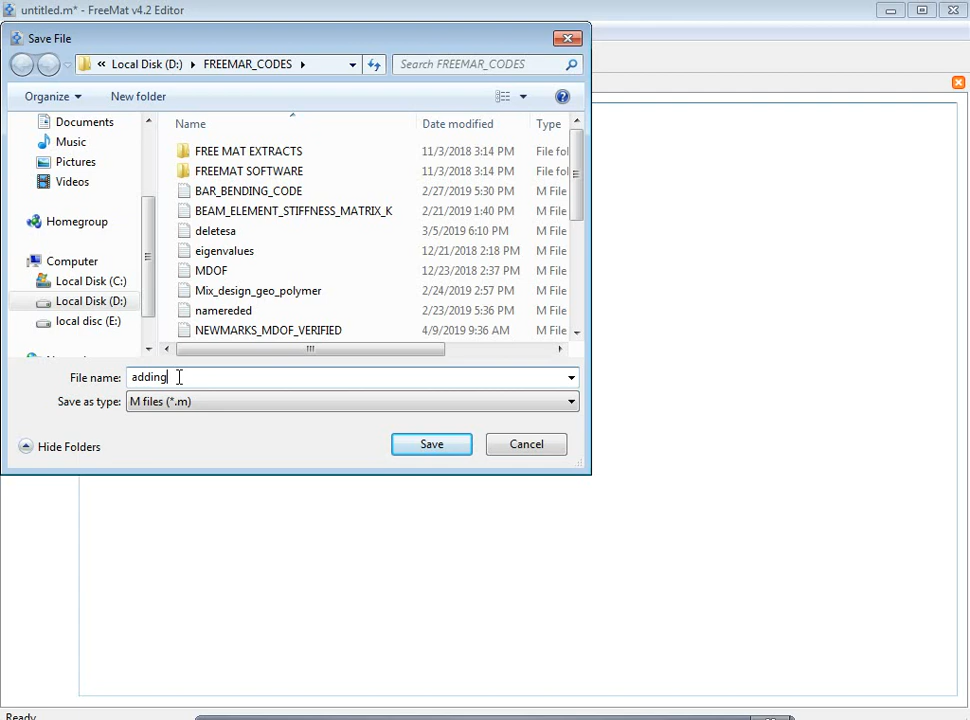 untitled.m* - FreeMat v4.2 Editor
Save File
« Local Disk (D:) FREEMAR_CODES
Search FREEMAR_CODES
Organize New folder
Name Date modified Type
Documents
Music
Pictures
Videos
Homegroup
Computer
Local Disk (C:)
Local Disk (D:)
local disc (E:)
FREE MAT EXTRACTS 11/3/2018 3:14 PM File fol
FREEMAT SOFTWARE 11/3/2018 3:14 PM File fol
BAR_BENDING_CODE 2/27/2019 5:30 PM M File
BEAM_ELEMENT_STIFFNESS_MATRIX_K 2/21/2019 1:40 PM M File
deletesa 3/5/2019 6:10 PM M File
eigenvalues 12/21/2018 2:18 PM M File
MDOF 12/23/2018 2:37 PM M File
Mix_design_geo_polymer 2/24/2019 2:57 PM M File
namereded 2/23/2019 5:36 PM M File
NEWMARKS_MDOF_VERIFIED 4/9/2019 9:36 AM M File
File name: adding
Save as type: M files (*.m)
Hide Folders Save Cancel
Ready